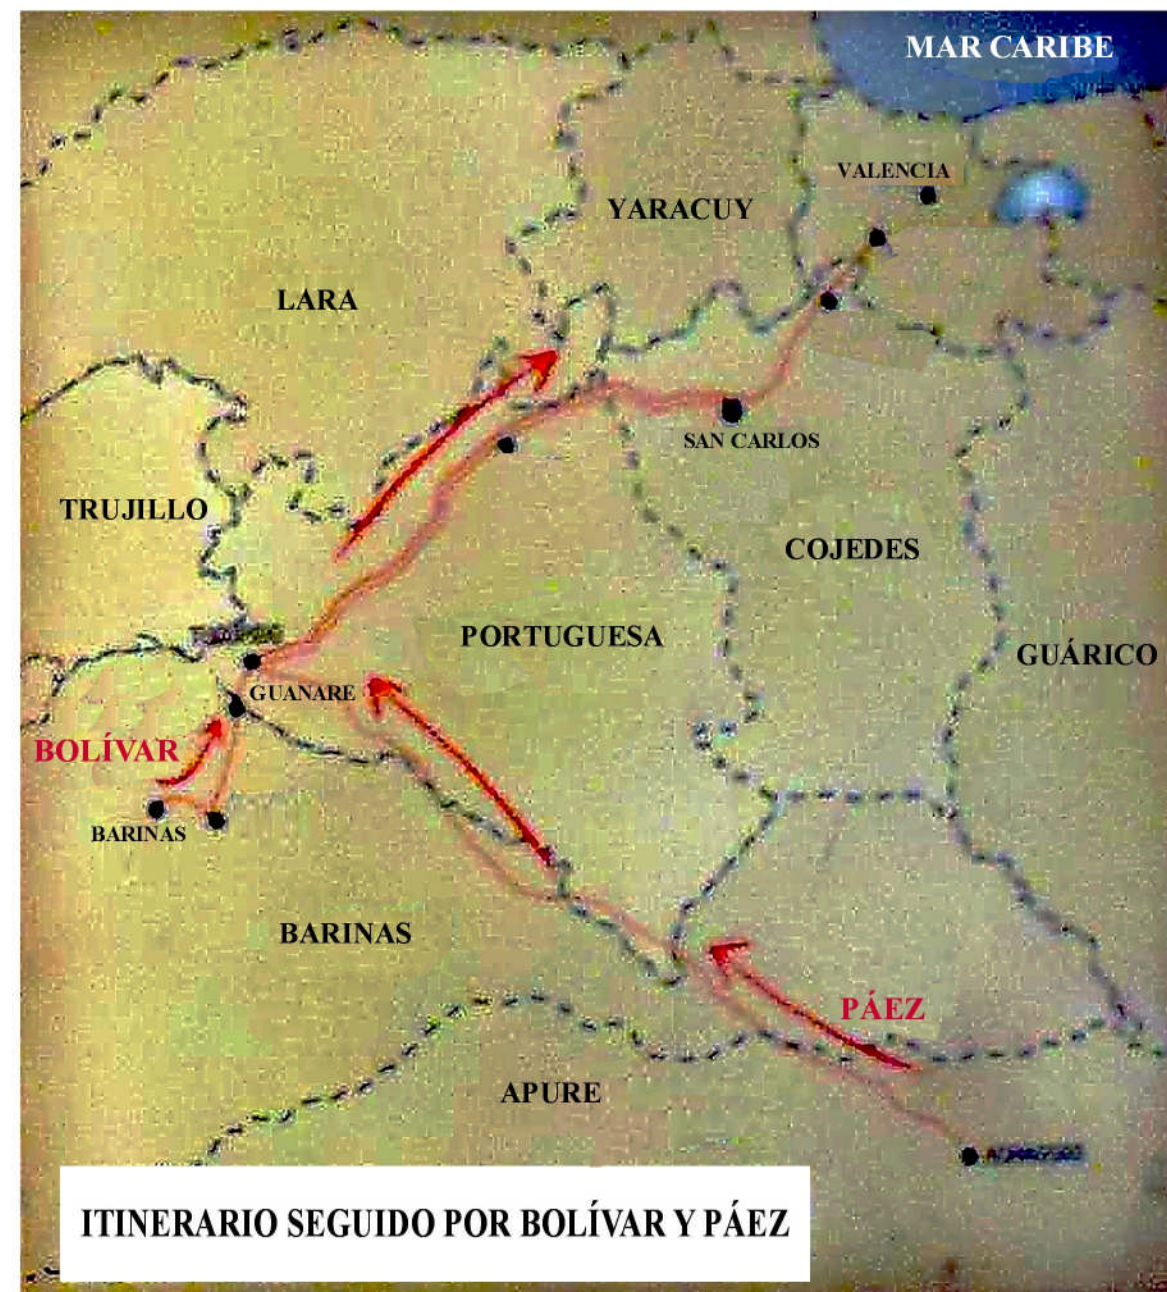 MAR CARIBE
VALENCIA
YARACUY
LARA
SAN CARLOS
TRUJILLO
COJEDES
PORTUGUESA
GUÁRICO
GUANARE
BOLÍVAR
BARINAS
BARINAS
PÁEZ
APURE
ITINERARIO SEGUIDO POR BOLÍVAR Y PÁEZ